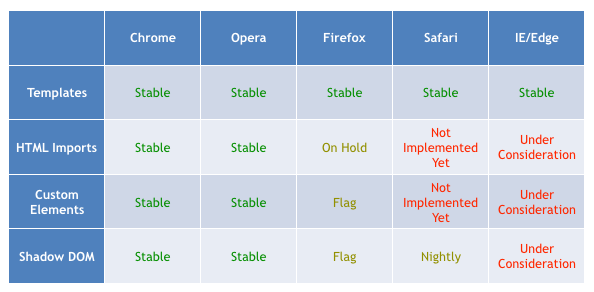 Chrome Opera Firefox Safari IE/Edge
Templates Stable Stable Stable Stable Stable
HTML Imports Stable Stable On Hold Not Implemented Yet Under Consideration
Custom Elements Stable Stable Flag Not Implemented Yet Under Consideration
Shadow DOM Stable Stable Flag Nightly Under Consideration